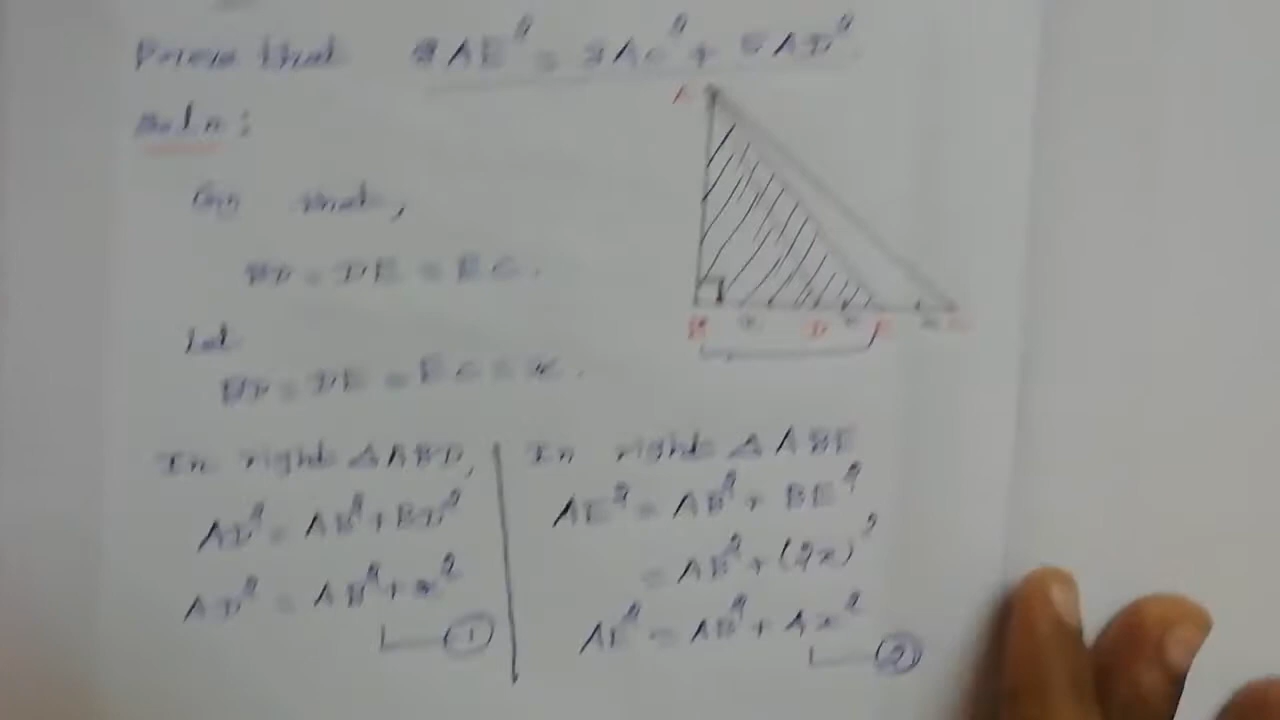 Prove that 8AE² = 3AC² + 5AD².
Soln:
A
Gn that,
BD = DE = EC.
B x D x E x C
Let
BD = DE = EC = x.
In right ΔABD,
AD² = AB² + BD²
AD² = AB² + x²
①
In right ΔABE
AE² = AB² + BE²
= AB² + (2x)²
AE² = AB² + 4x²
②